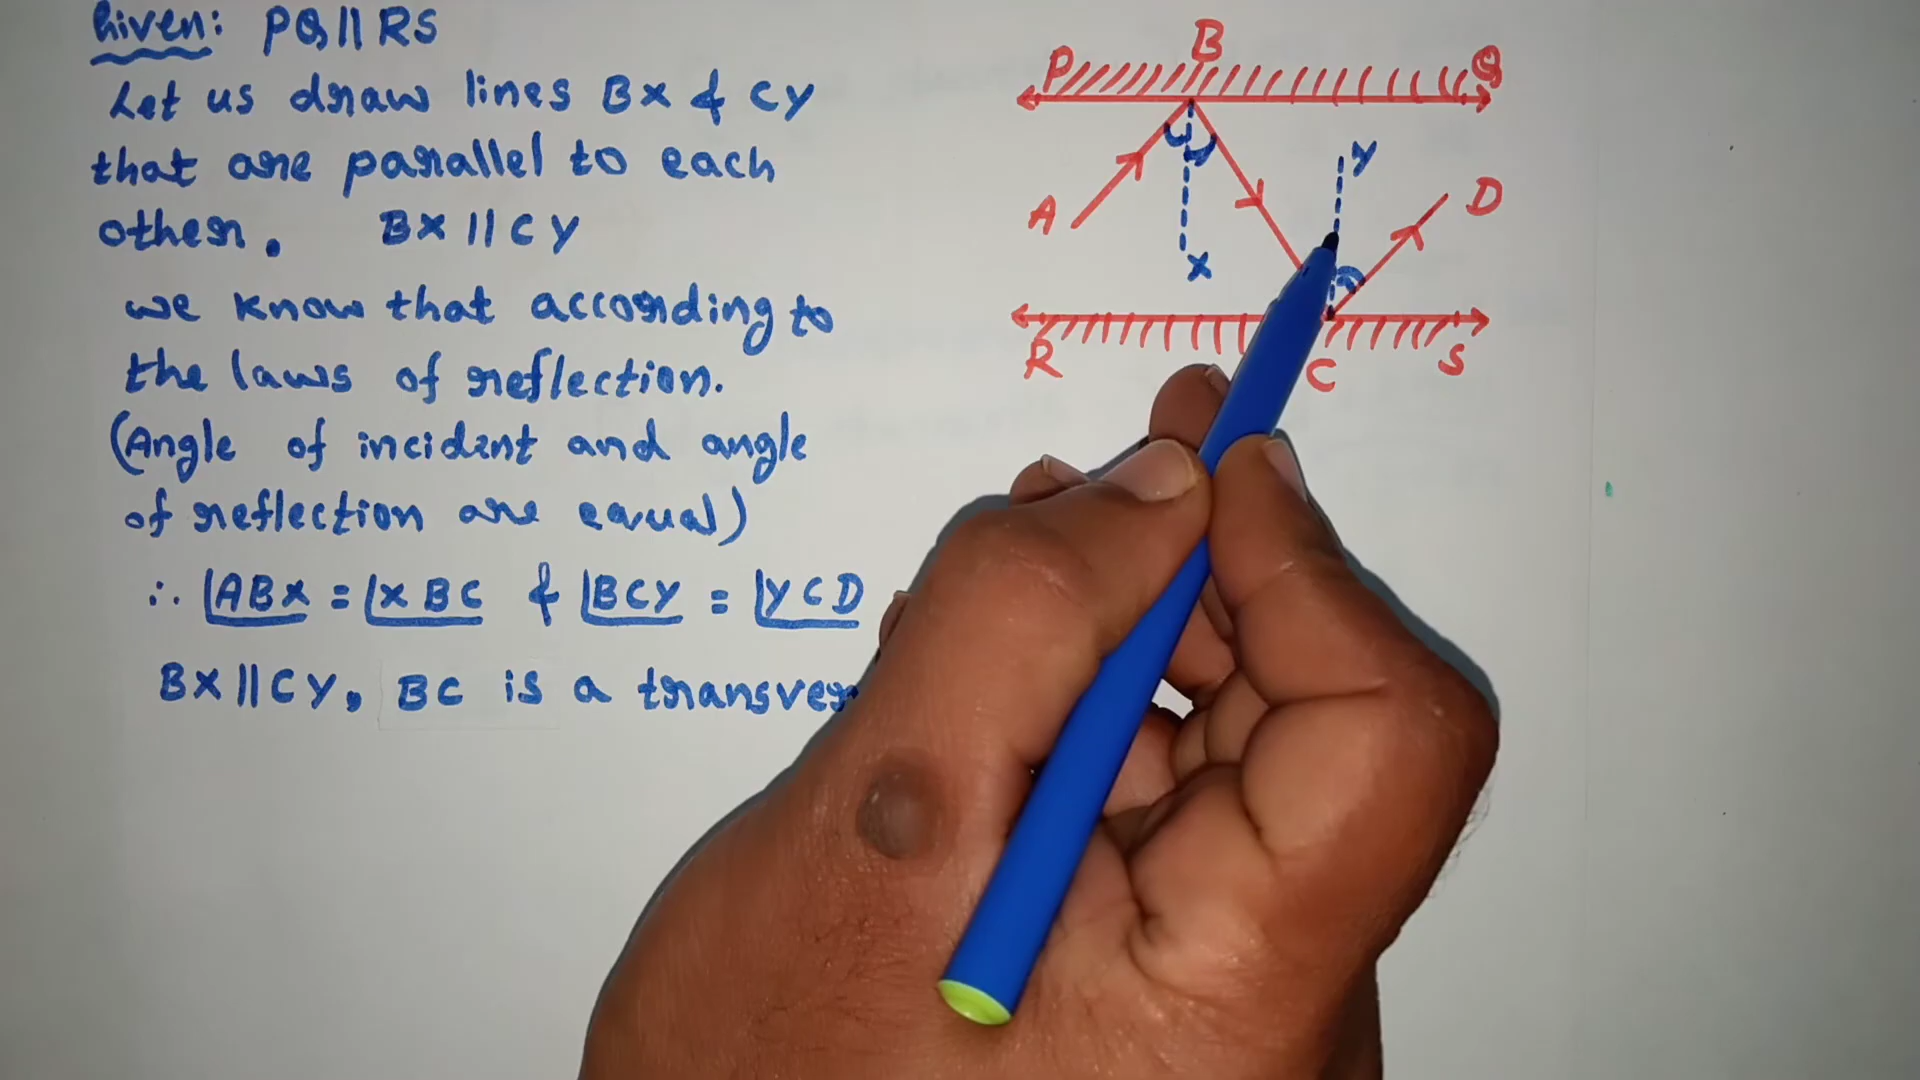 Given: PQ || RS
Let us draw lines BX & CY
that are parallel to each
other. BX || CY
we know that according to
the laws of reflection.
(Angle of incident and angle
of reflection are equal)
∴ ∠ABX = ∠XBC & ∠BCY = ∠YCD
BX || CY, BC is a
P B Q
Y
A D
X
R C S